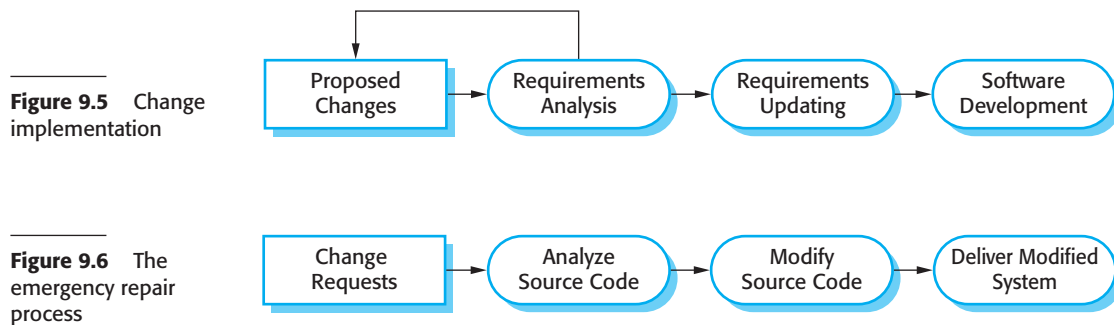 Figure 9.5 Change
implementation
Proposed
Changes
Requirements
Analysis
Requirements
Updating
Software
Development
Figure 9.6 The
emergency repair
process
Change
Requests
Analyze
Source Code
Modify
Source Code
Deliver Modified
System